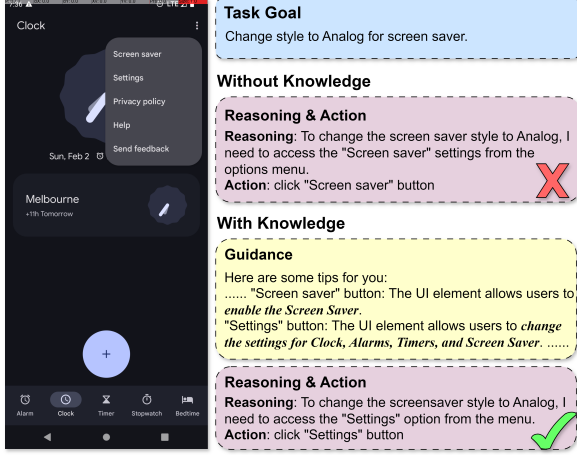 7:36
LTE
Clock
Screen saver
Settings
Privacy policy
Help
Send feedback
Sun, Feb 2
Melbourne
+11h Tomorrow
+
Alarm
Clock
Timer
Stopwatch
Bedtime
Task Goal
Change style to Analog for screen saver.
Without Knowledge
Reasoning & Action
Reasoning: To change the screen saver style to Analog, I
need to access the "Screen saver" settings from the
options menu.
Action: click "Screen saver" button
With Knowledge
Guidance
Here are some tips for you:
...... "Screen saver" button: The UI element allows users to
enable the Screen Saver.
"Settings" button: The UI element allows users to change
the settings for Clock, Alarms, Timers, and Screen Saver. ......
Reasoning & Action
Reasoning: To change the screensaver style to Analog, I
need to access the "Settings" option from the menu.
Action: click "Settings" button